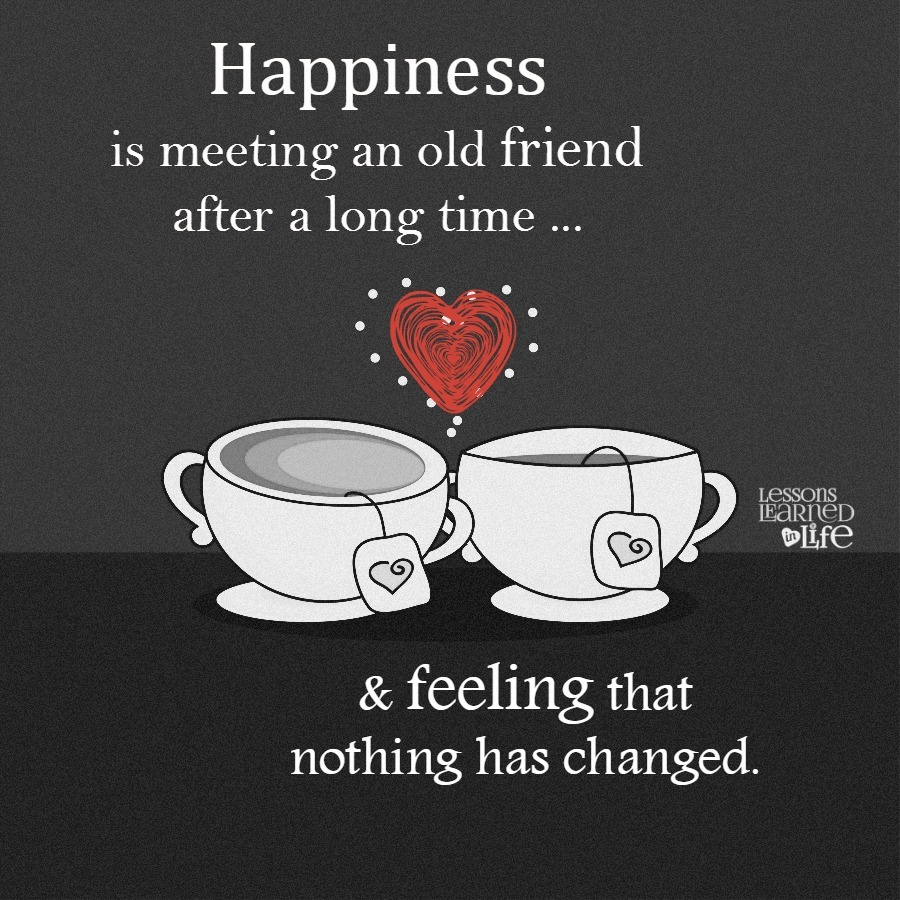 Happiness
is meeting an old friend
after a long time ...
Lessons
Learned
in Life
& feeling that
nothing has changed.